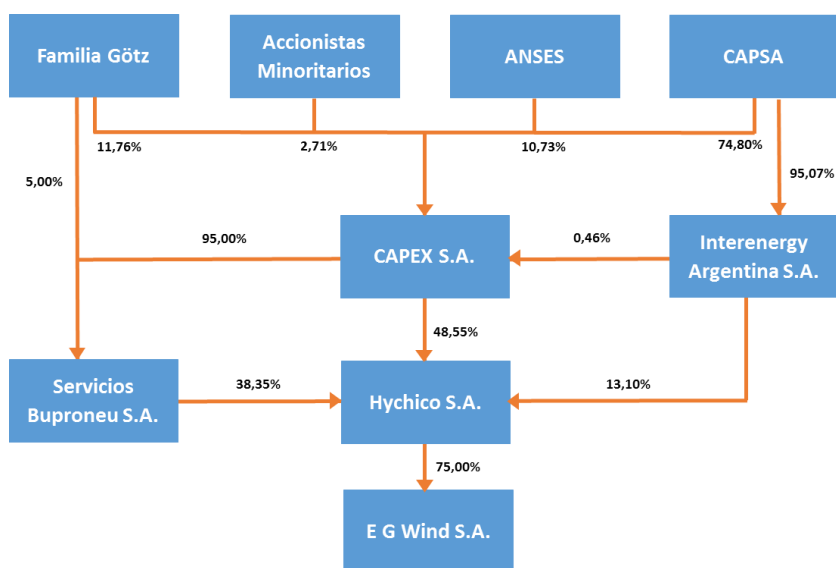 Familia Götz
Accionistas
Minoritarios
ANSES
CAPSA
11,76%
2,71%
10,73%
74,80%
5,00%
95,07%
95,00%
CAPEX S.A.
0,46%
Interenergy
Argentina S.A.
48,55%
Servicios
Buproneu S.A.
38,35%
Hychico S.A.
13,10%
75,00%
E G Wind S.A.